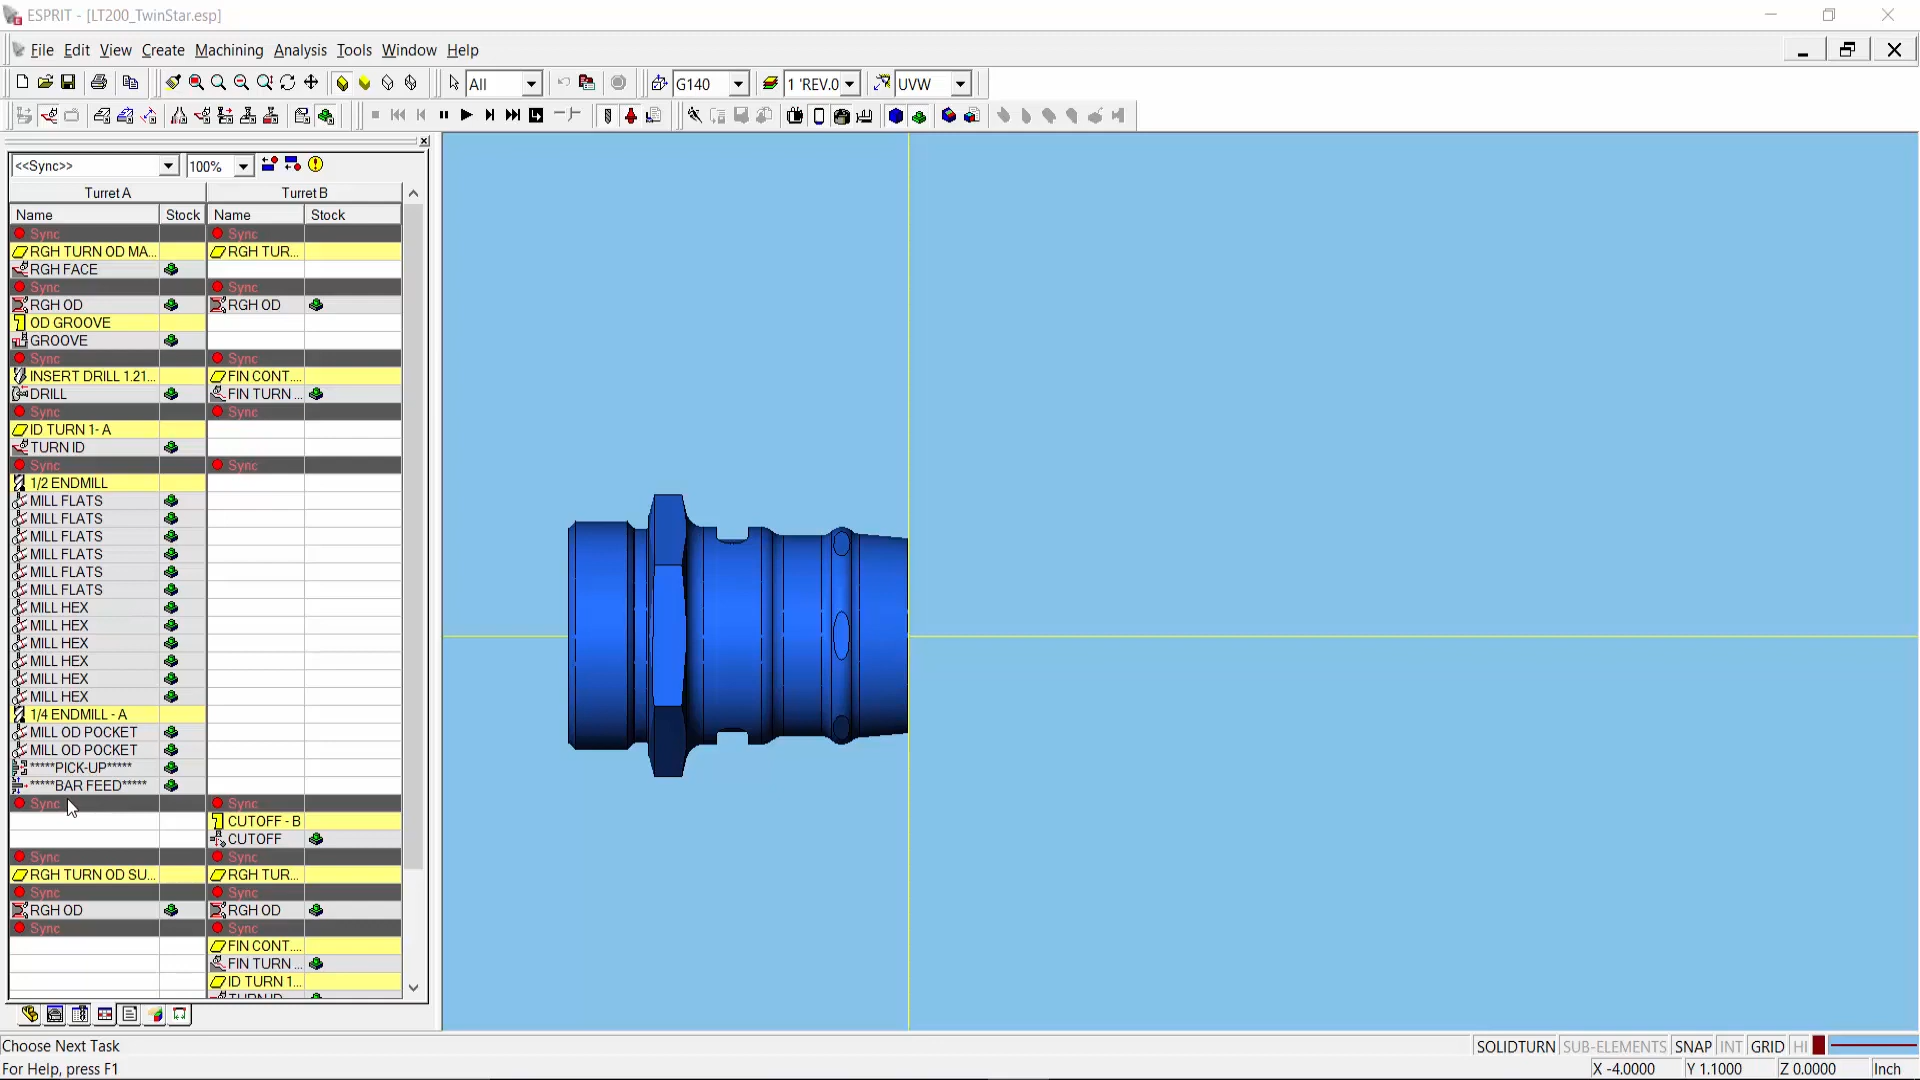 ESPRIT - [LT200_TwinStar.esp]
File Edit View Create Machining Analysis Tools Window Help
All G140 1 'REV.0 UVW
<<Sync>> 100%
Turret A Turret B
Name Stock Name Stock
Sync Sync
RGH TURN OD MA... RGH TUR...
RGH FACE
Sync Sync
RGH OD RGH OD
OD GROOVE
GROOVE
Sync Sync
INSERT DRILL 1.21... FIN CONT....
DRILL FIN TURN ...
Sync Sync
ID TURN 1- A
TURN ID
Sync Sync
1/2 ENDMILL
MILL FLATS
MILL FLATS
MILL FLATS
MILL FLATS
MILL FLATS
MILL FLATS
MILL HEX
MILL HEX
MILL HEX
MILL HEX
MILL HEX
MILL HEX
1/4 ENDMILL - A
MILL OD POCKET
MILL OD POCKET
*****PICK-UP*****
*****BAR FEED*****
Sync Sync
CUTOFF - B
CUTOFF
Sync Sync
RGH TURN OD SU... RGH TUR...
Sync Sync
RGH OD RGH OD
Sync Sync
FIN CONT....
FIN TURN ...
ID TURN 1...
TURN ID
Choose Next Task SOLIDTURN SUB-ELEMENTS SNAP INT GRID HI
For Help, press F1 X -4.0000 Y 1.1000 Z 0.0000 Inch